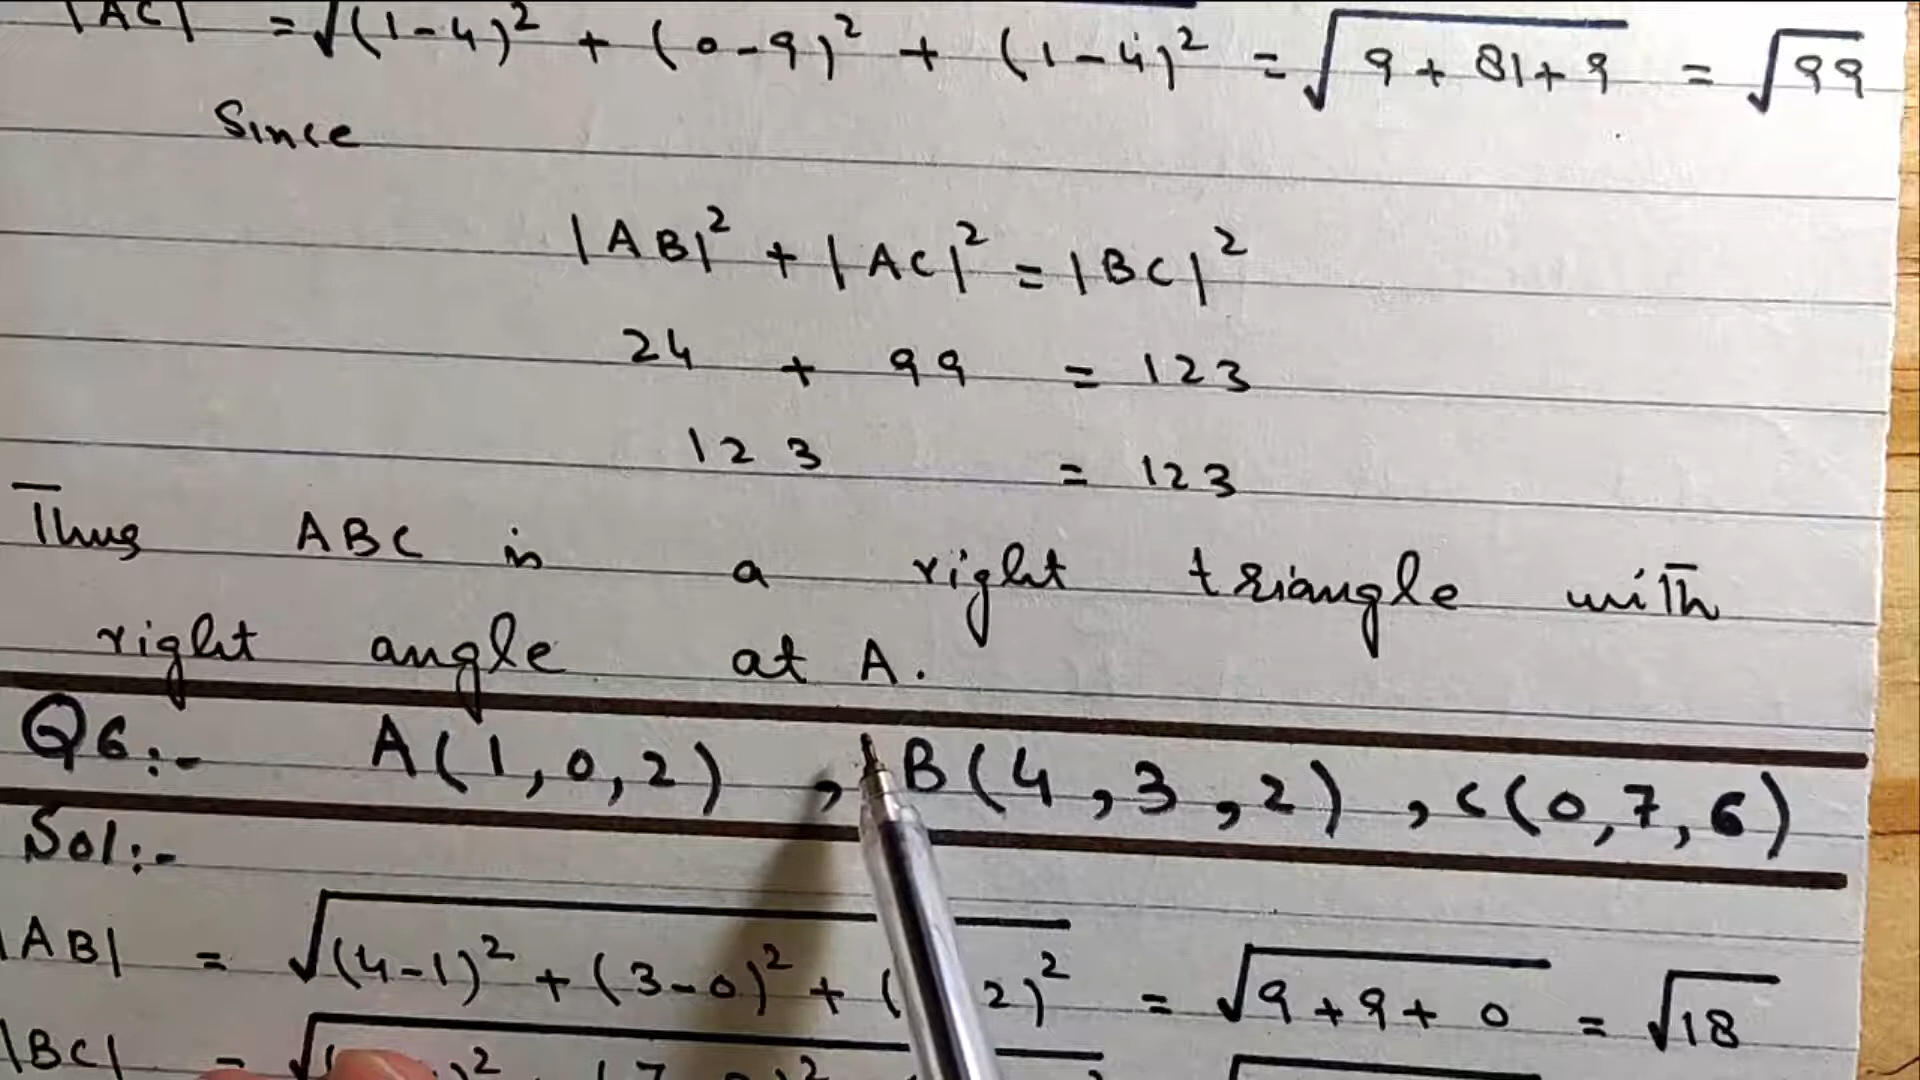 |AC| = √(1-4)² + (0-9)² + (1-4)² = √9+81+9 = √99
Since
|AB|² + |AC|² = |BC|²
24 + 99 = 123
123 = 123
Thus ABC is a right triangle with
right angle at A.
Q6:- A(1,0,2) , B(4,3,2) , C(0,7,6)
Sol:-
|AB| = √(4-1)² + (3-0)² + ( 2)² = √9+9+0 = √18
|BC| = √(